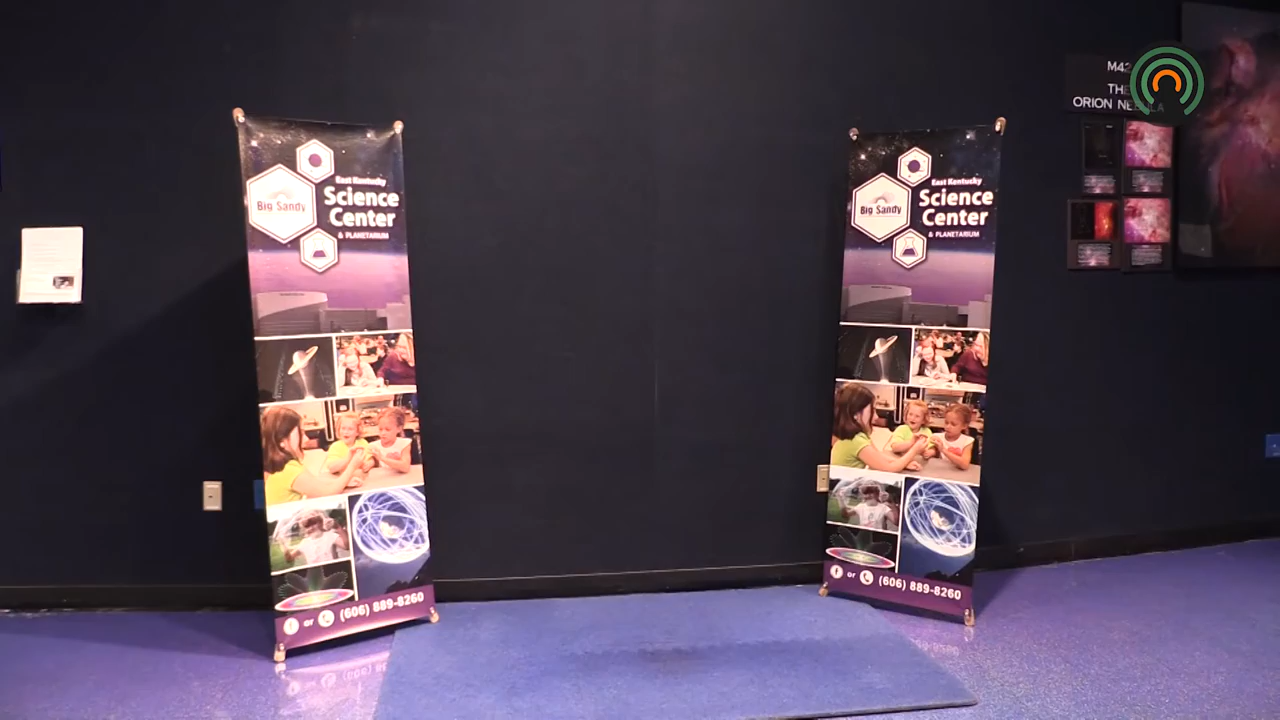 East Kentucky
Science
Center
& PLANETARIUM
Big Sandy
or (606) 889-8260
East Kentucky
Science
Center
& PLANETARIUM
Big Sandy
or (606) 889-8260
M42
THE
ORION NEBULA